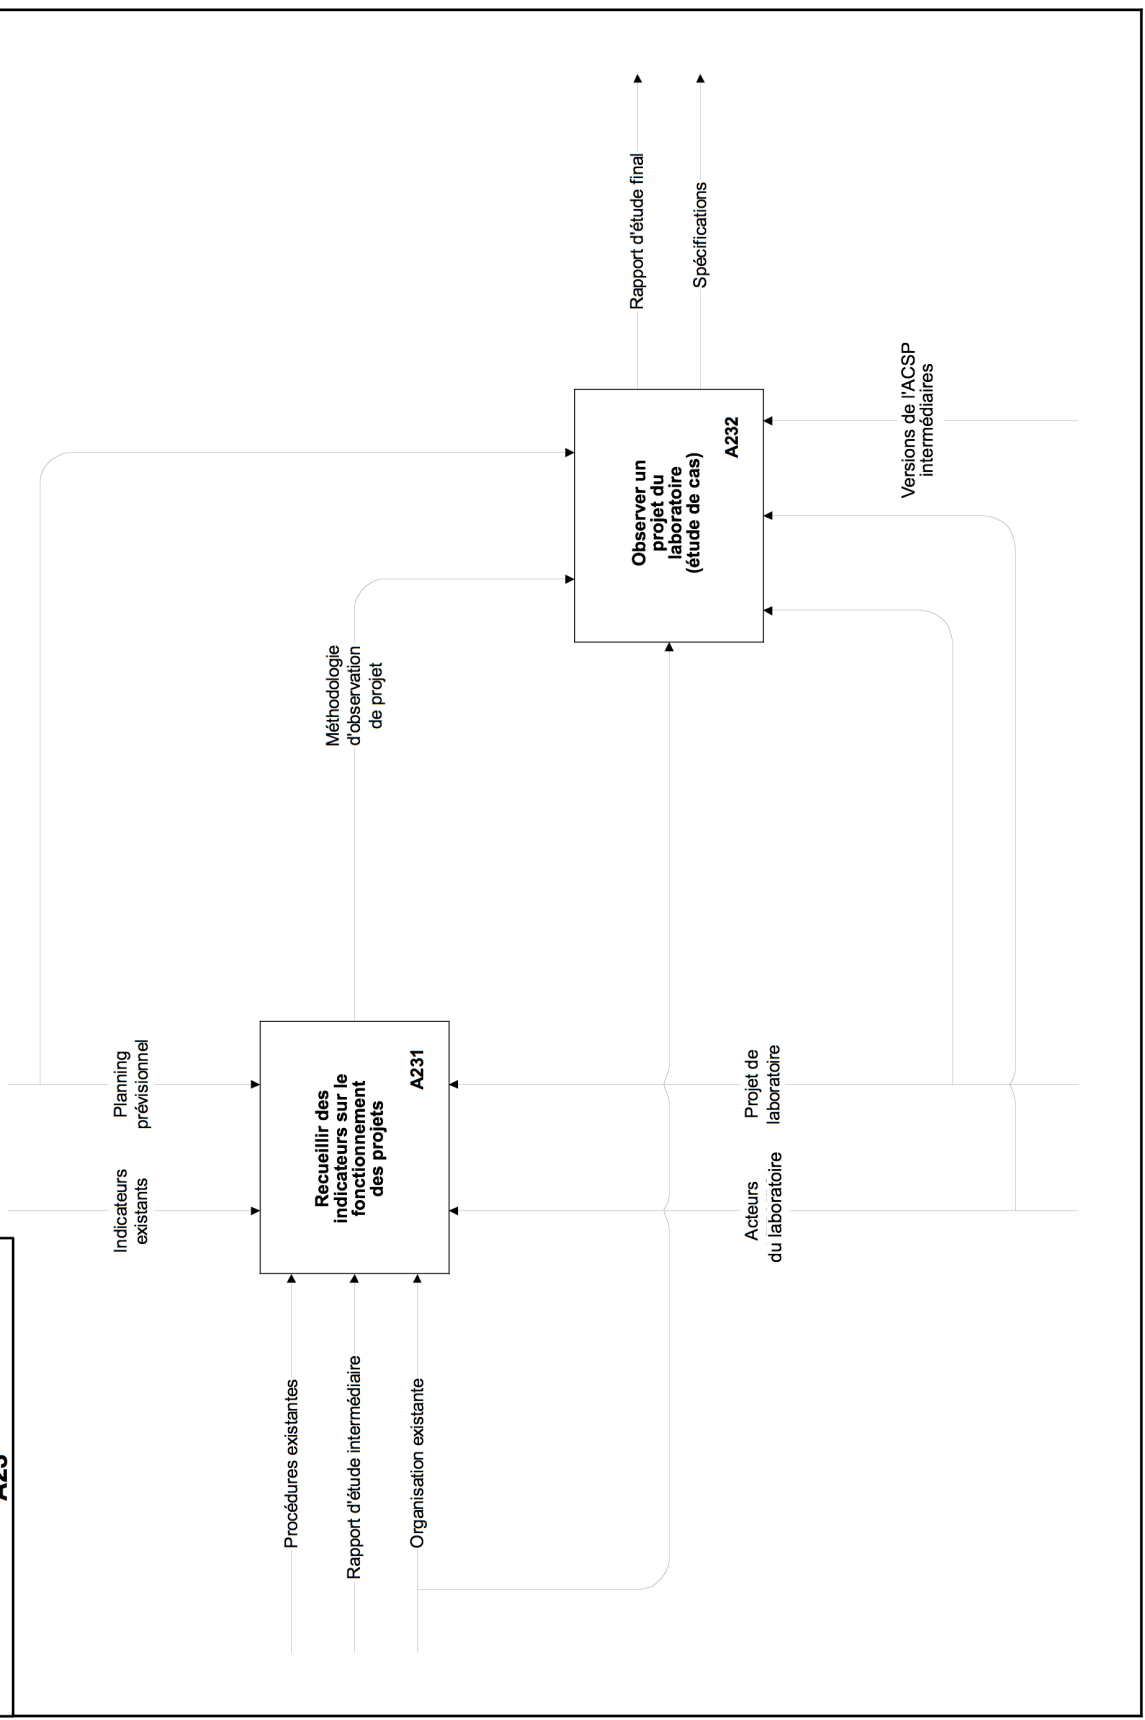 A23
Indicateurs
existants
Planning
prévisionnel
Procédures existantes
Rapport d'étude intermédiaire
Organisation existante
Recueillir des
indicateurs sur le
fonctionnement
des projets
A231
Méthodologie
d'observation
de projet
Observer un
projet du
laboratoire
(étude de cas)
A232
Rapport d'étude final
Spécifications
Acteurs
du laboratoire
Projet de
laboratoire
Versions de l'ACSP
intermédiaires